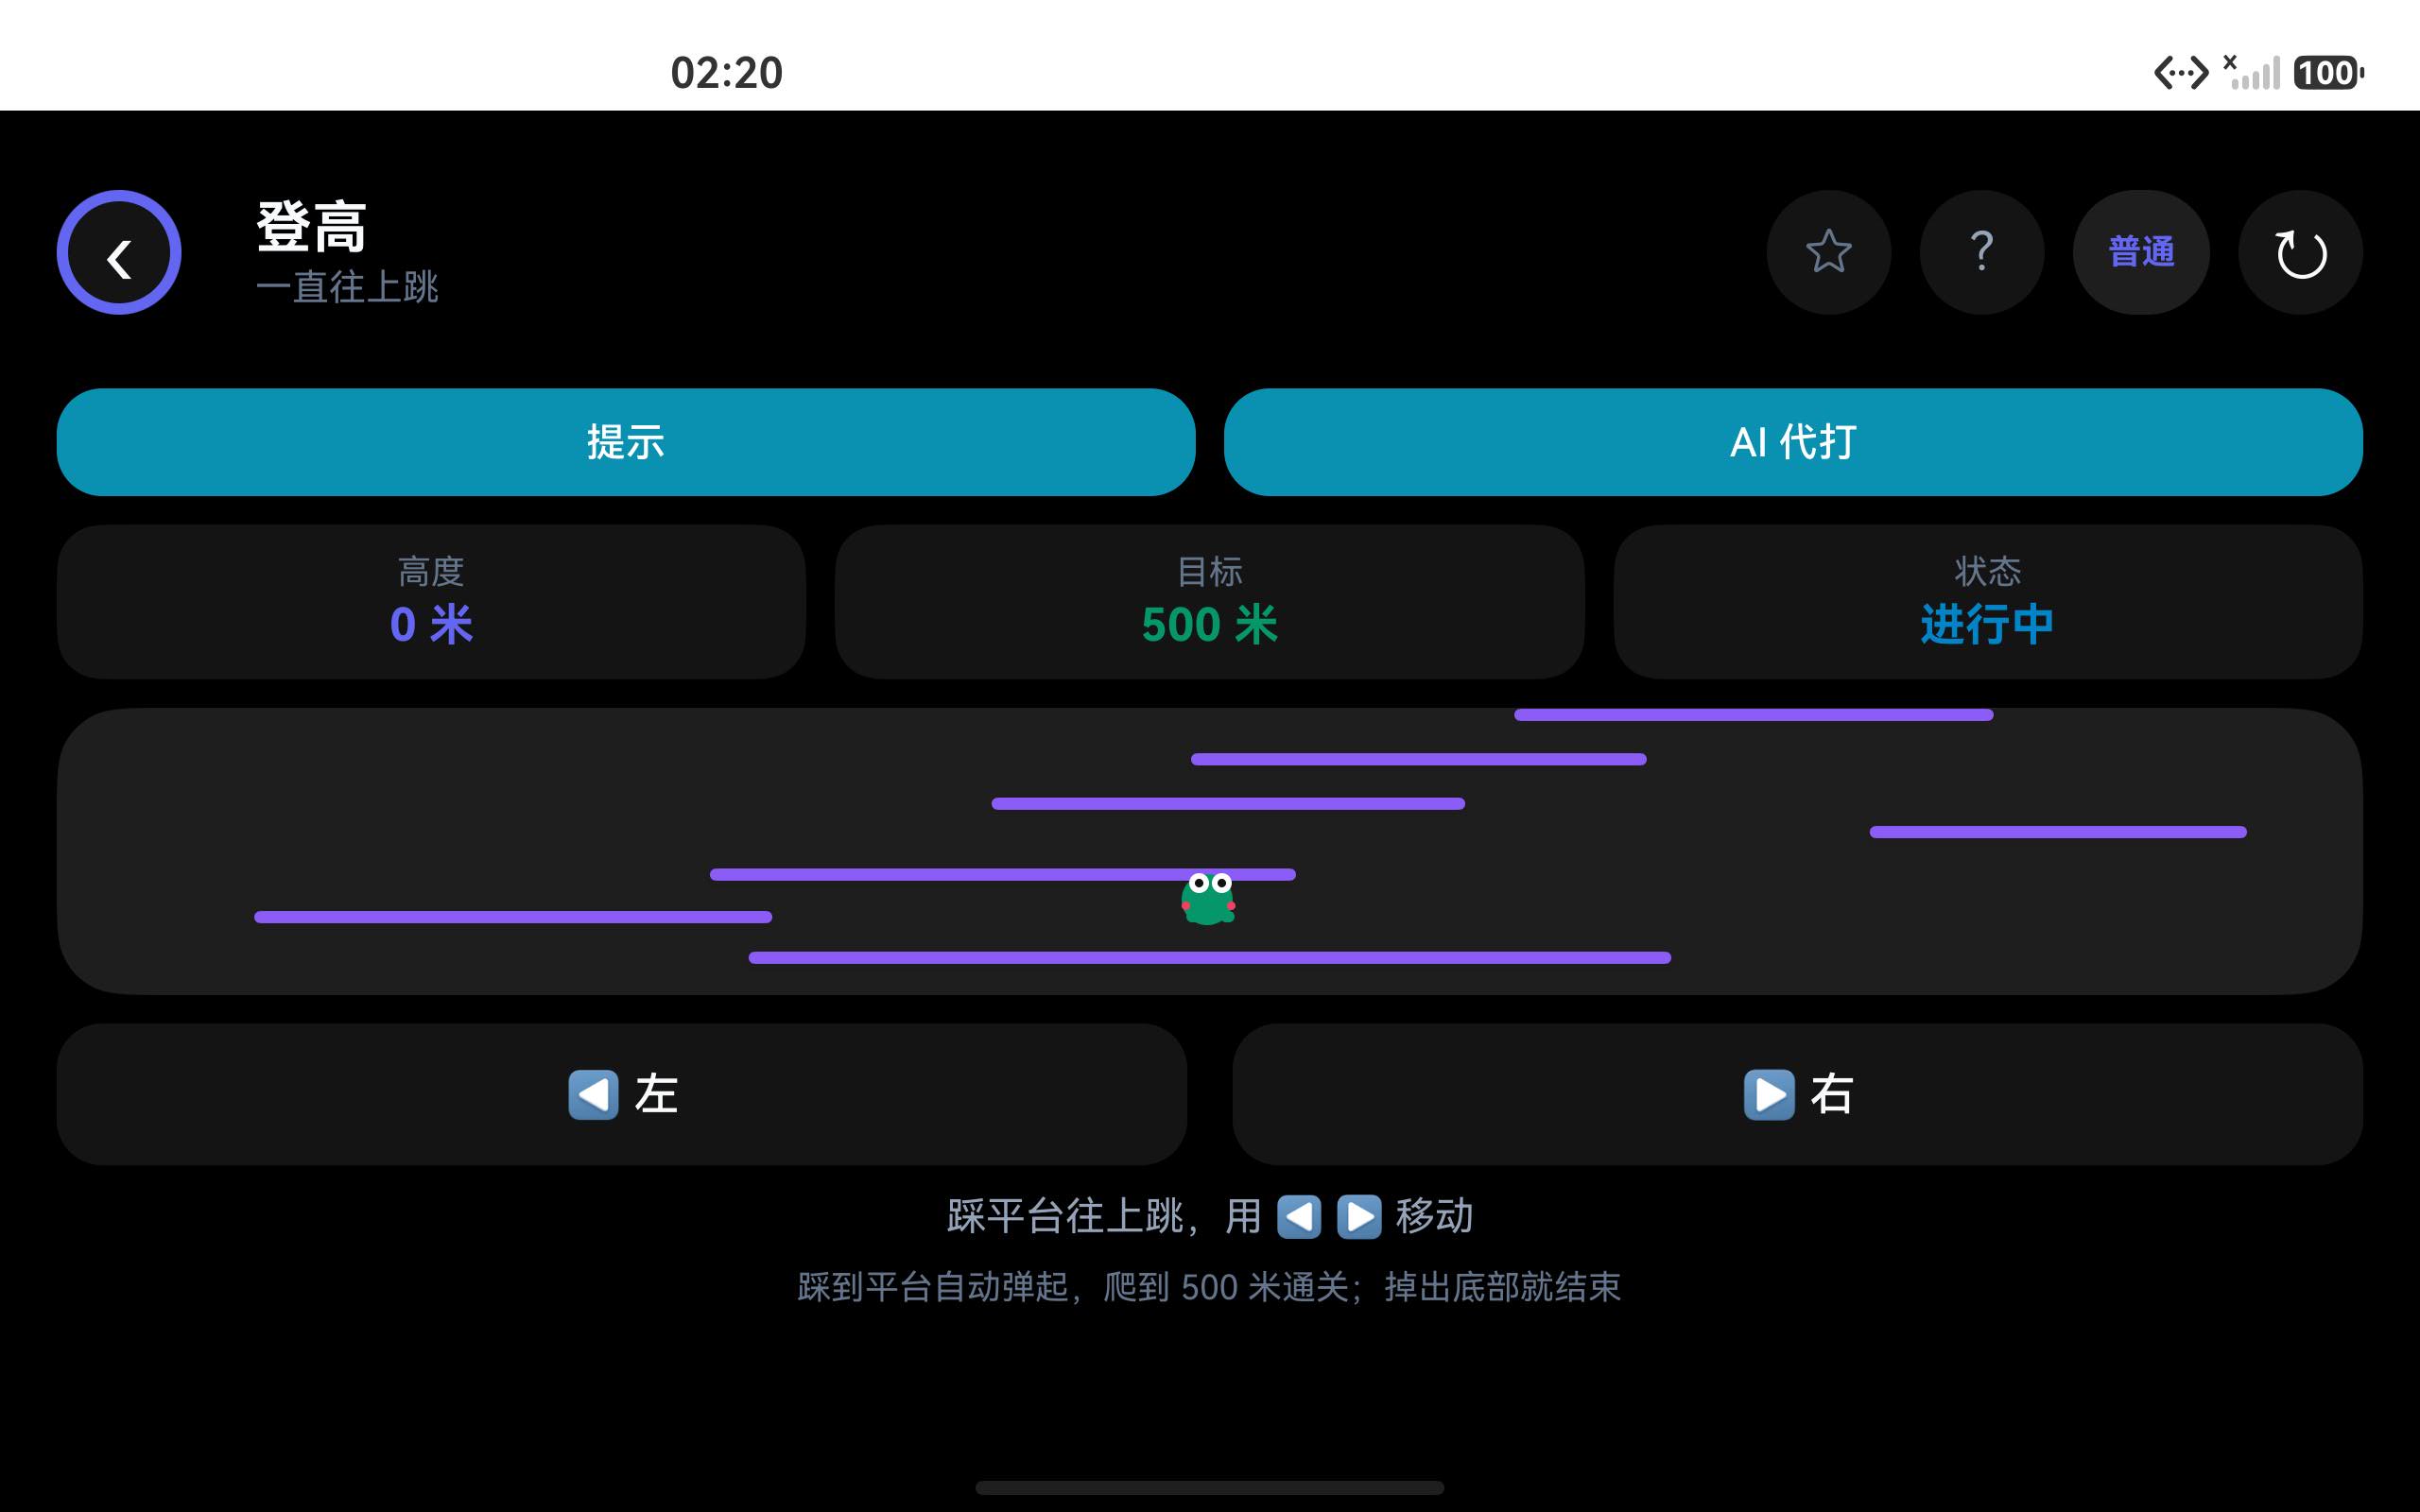 02:20
100
登高
一直往上跳
?
普通
提示
AI 代打
高度
0 米
目标
500 米
状态
进行中
左
右
踩平台往上跳，用 ◀️ ▶️ 移动
踩到平台自动弹起，爬到 500 米通关；掉出底部就结束